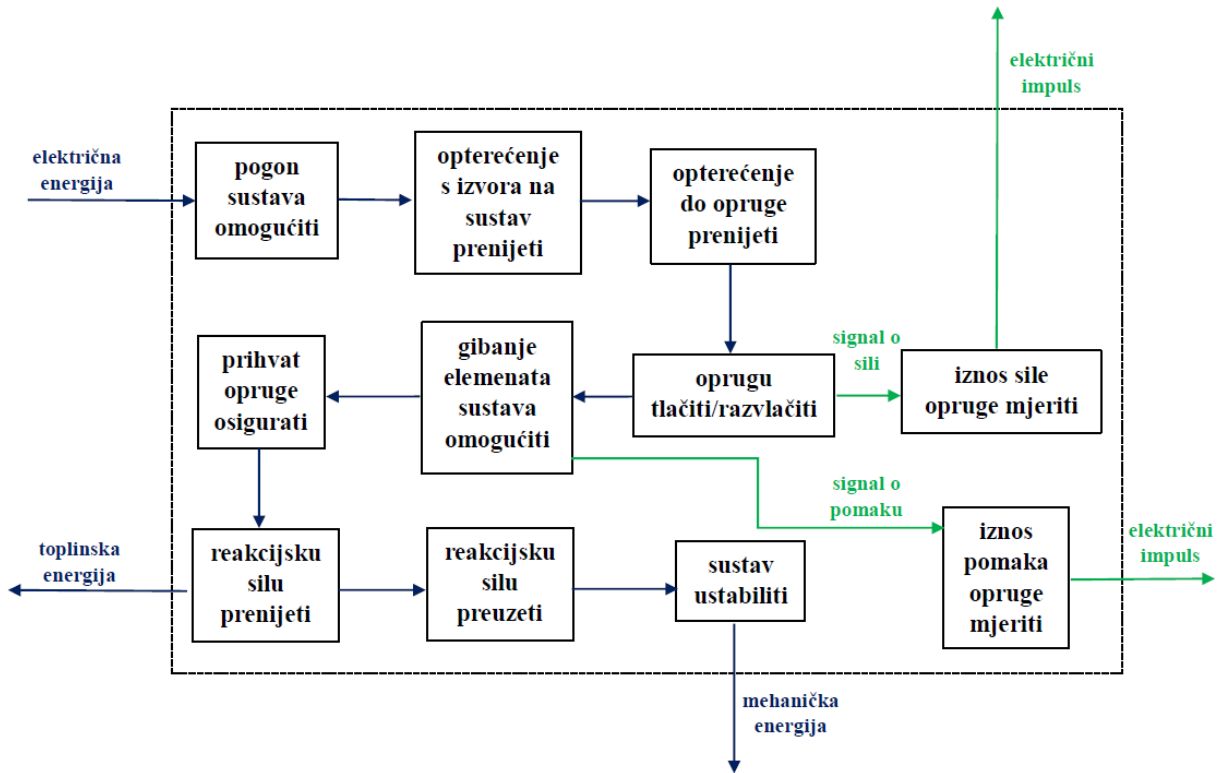 električni
impuls
električna
energija
pogon
sustava
omogućiti
opterećenje
s izvora na
sustav
prenijeti
opterećenje
do opruge
prenijeti
prihvat
opruge
osigurati
gibanje
elemenata
sustava
omogućiti
oprugu
tlačiti/razvlačiti
signal o
sili
iznos sile
opruge mjeriti
signal o
pomaku
toplinska
energija
reakcijsku
silu
prenijeti
reakcijsku
silu
preuzeti
sustav
ustabiliti
iznos
pomaka
opruge
mjeriti
električni
impuls
mehanička
energija